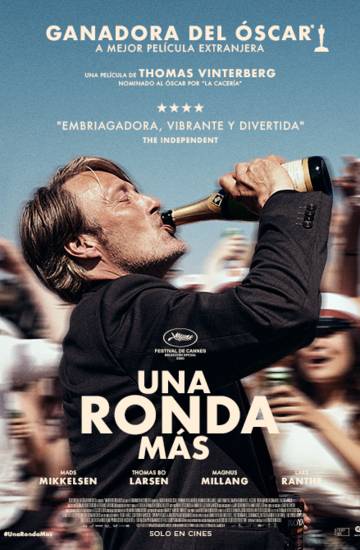 GANADORA DEL ÓSCAR®
A MEJOR PELÍCULA EXTRANJERA
UNA PELÍCULA DE THOMAS VINTERBERG
NOMINADO AL ÓSCAR POR "LA CACERÍA"
"EMBRIAGADORA, VIBRANTE Y DIVERTIDA"
THE INDEPENDENT
FESTIVAL DE CANNES
UNA
RONDA
MÁS
MADS MIKKELSEN
THOMAS BO LARSEN
MAGNUS MILLANG
LARS RANTHE
#UnaRondaMás
SOLO EN CINES